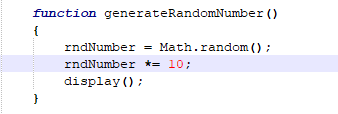 function generateRandomNumber()
{
    rndNumber = Math.random();
    rndNumber *= 10;
    display();
}